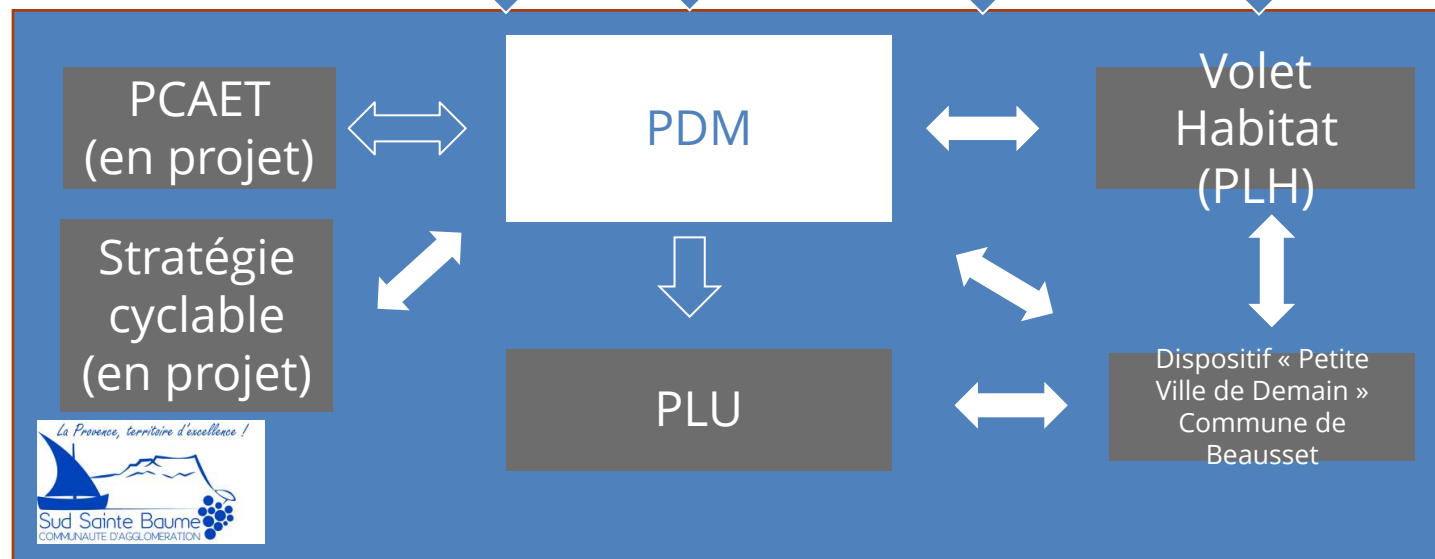 PCAET
(en projet)
PDM
Volet
Habitat
(PLH)
Stratégie
cyclable
(en projet)
PLU
Dispositif « Petite
Ville de Demain »
Commune de
Beausset
La Provence, territoire d'excellence !
Sud Sainte Baume
COMMUNAUTE D'AGGLOMERATION